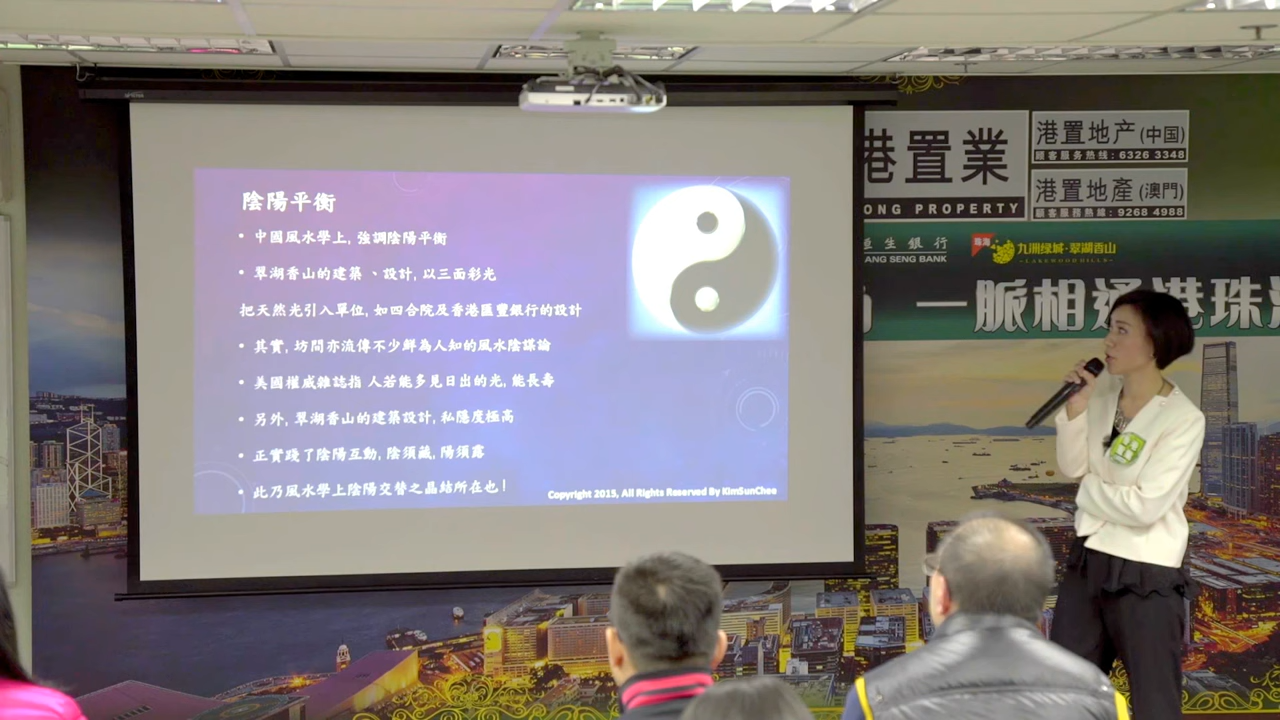 陰陽平衡
• 中國風水學上, 強調陰陽平衡
• 翠湖香山的建築 、設計, 以三面彩光
把天然光引入單位, 如四合院及香港匯豐銀行的設計
• 其實, 坊間亦流傳不少鮮為人知的風水陰謀論
• 美國權威雜誌指 人若能多見日出的光, 能長壽
• 另外, 翠湖香山的建築設計, 私隱度極高
• 正實踐了陰陽互動, 陰須藏, 陽須露
• 此乃風水學上陰陽交替之晶結所在也!
Copyright 2015, All Rights Reserved By KimSunChee
港置業
ONG PROPERTY
港置地产(中国)
顾客服务热线: 6326 3348
港置地產(澳門)
顧客服務熱線: 9268 4988
恒生銀行
ANG SENG BANK
珠海
九洲绿城·翠湖香山
LAKEWOOD HILLS
一脈相通港珠